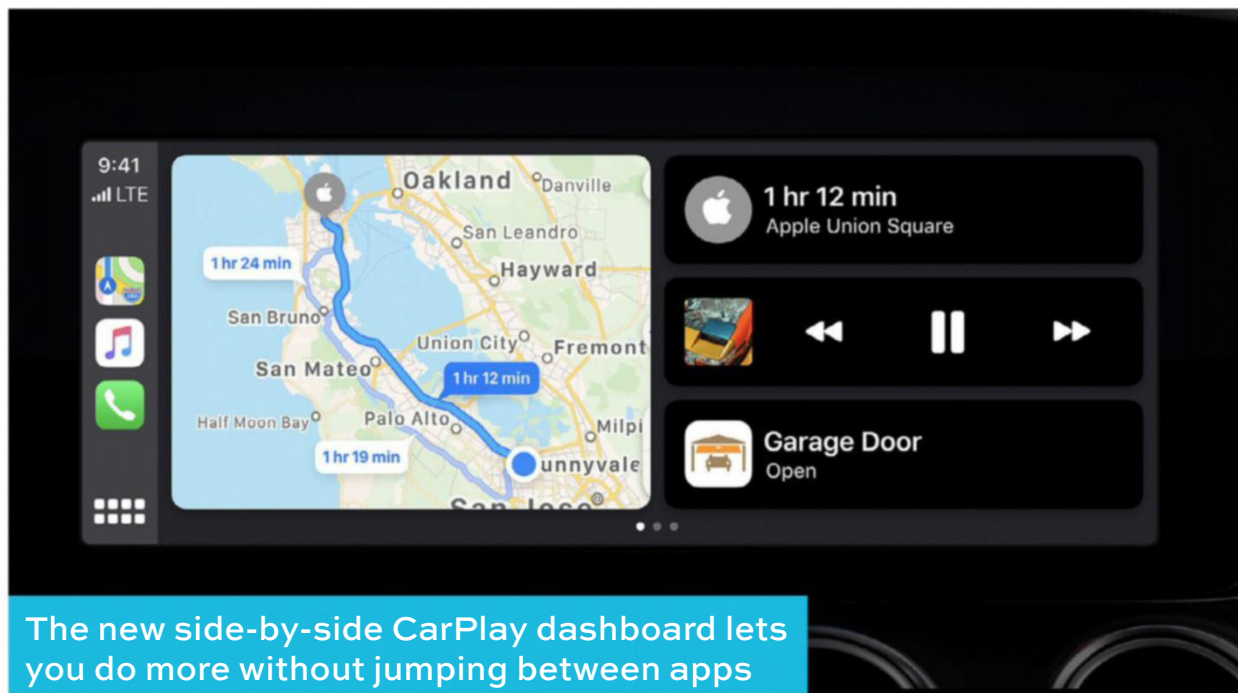 9:41
LTE
Oakland
Danville
San Leandro
1 hr 24 min
Hayward
San Bruno
Union City
Fremont
San Mateo
1 hr 12 min
Half Moon Bay
Palo Alto
Milpi
1 hr 19 min
unnyvale
San Jose
1 hr 12 min
Apple Union Square
Garage Door
Open
The new side-by-side CarPlay dashboard lets
you do more without jumping between apps